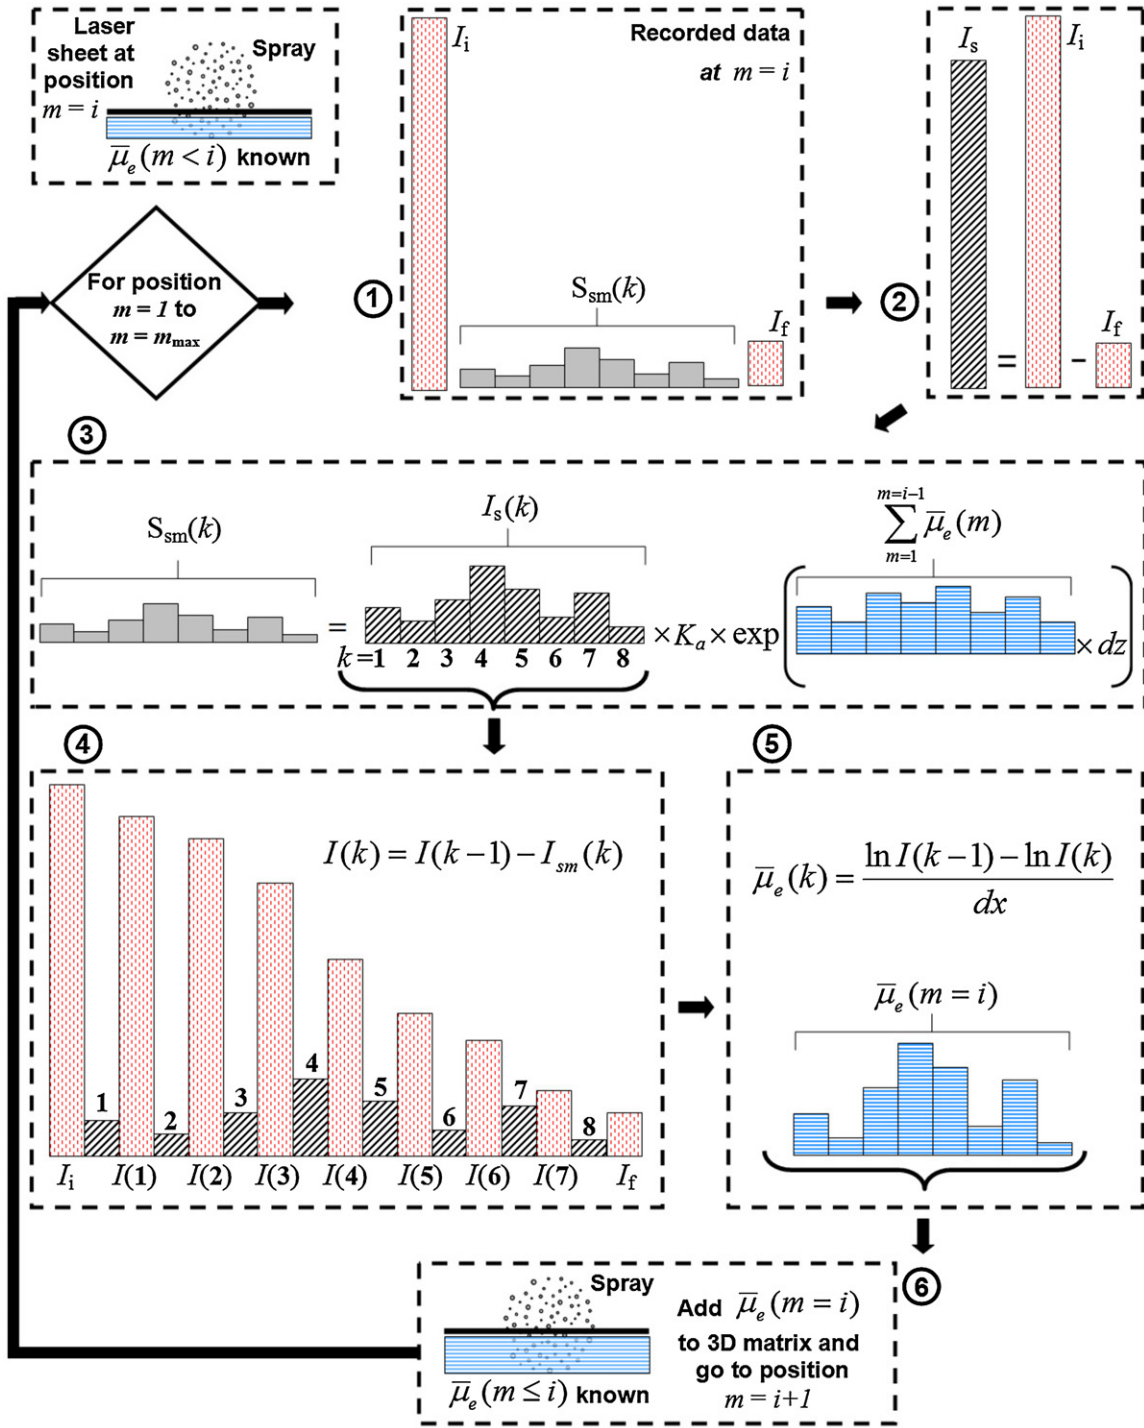 Laser
sheet at
position
m = i
Spray
μ̅e(m < i) known
For position
m = 1 to
m = mmax
1
Recorded data
at m = i
Ii
Ssm(k)
If
2
Is
Ii
If
= −
3
Ssm(k)
Is(k)
m=i−1
∑ μ̅e(m)
m=1
= × Ka × exp ( × dz )
k=1 2 3 4 5 6 7 8
4
I(k) = I(k−1) − Ism(k)
1 2 3 4 5 6 7 8
Ii I(1) I(2) I(3) I(4) I(5) I(6) I(7) If
5
μ̅e(k) = ln I(k−1) − ln I(k)
dx
μ̅e(m = i)
6
Spray
μ̅e(m ≤ i) known
Add μ̅e(m = i)
to 3D matrix and
go to position
m = i+1